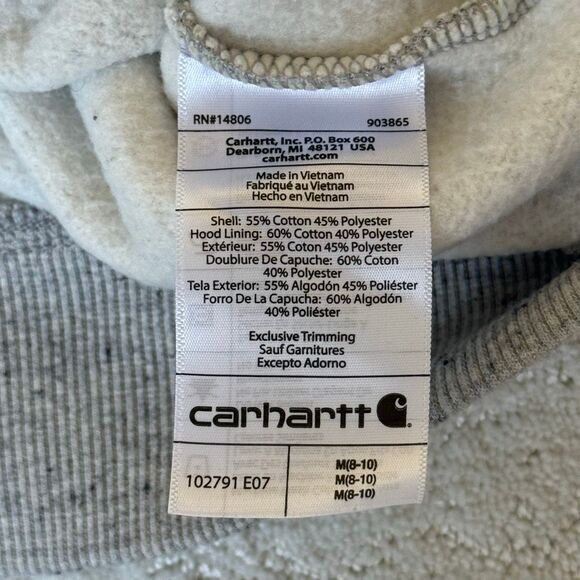 RN#14806 903865
Carhartt, Inc. P.O. Box 600
Dearborn, MI 48121 USA
carhartt.com
Made in Vietnam
Fabriqué au Vietnam
Hecho en Vietnam
Shell: 55% Cotton 45% Polyester
Hood Lining: 60% Cotton 40% Polyester
Extérieur: 55% Coton 45% Polyester
Doublure De Capuche: 60% Coton
40% Polyester
Tela Exterior: 55% Algodón 45% Poliéster
Forro De La Capucha: 60% Algodón
40% Poliéster
Exclusive Trimming
Sauf Garnitures
Excepto Adorno
carhartt
102791 E07
M(8-10)
M(8-10)
M(8-10)